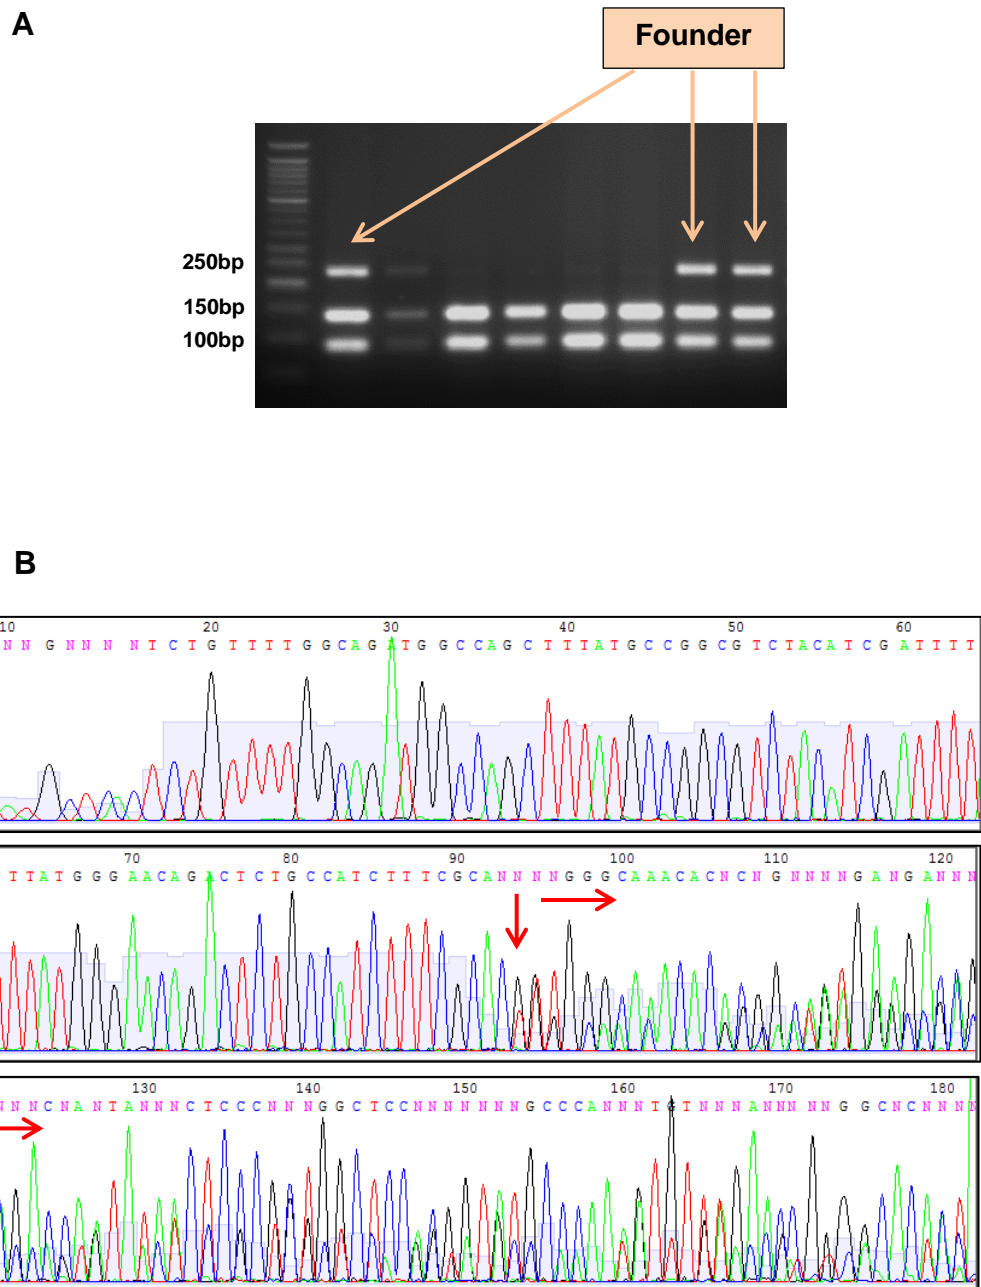 A
Founder
250bp
150bp
100bp
B
10 20 30 40 50 60
N N G N N N N T C T G T T T T G G C A G A T G G C C A G C T T T A T G C C G G C G T C T A C A T C G A T T T T
70 80 90 100 110 120
T T A T G G G A A C A G A C T C T G C C A T C T T T C G C A N N N N G G G C A A A C A C N C N G N N N N G A N G A N N N
130 140 150 160 170 180
N N N C N A N T A N N N C T C C C N N N G G C T C C N N N N N N N G C C C A N N N T G T N N N A N N N N N G G C N C N N N N